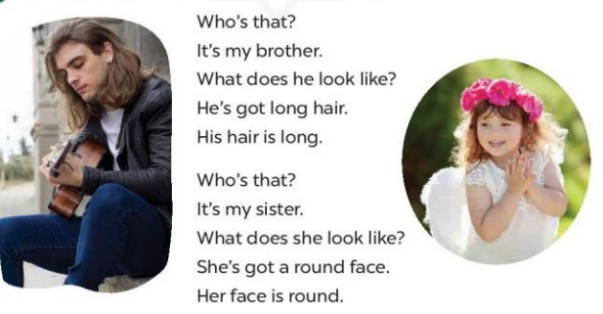 Who's that?
It's my brother.
What does he look like?
He's got long hair.
His hair is long.
Who's that?
It's my sister.
What does she look like?
She's got a round face.
Her face is round.